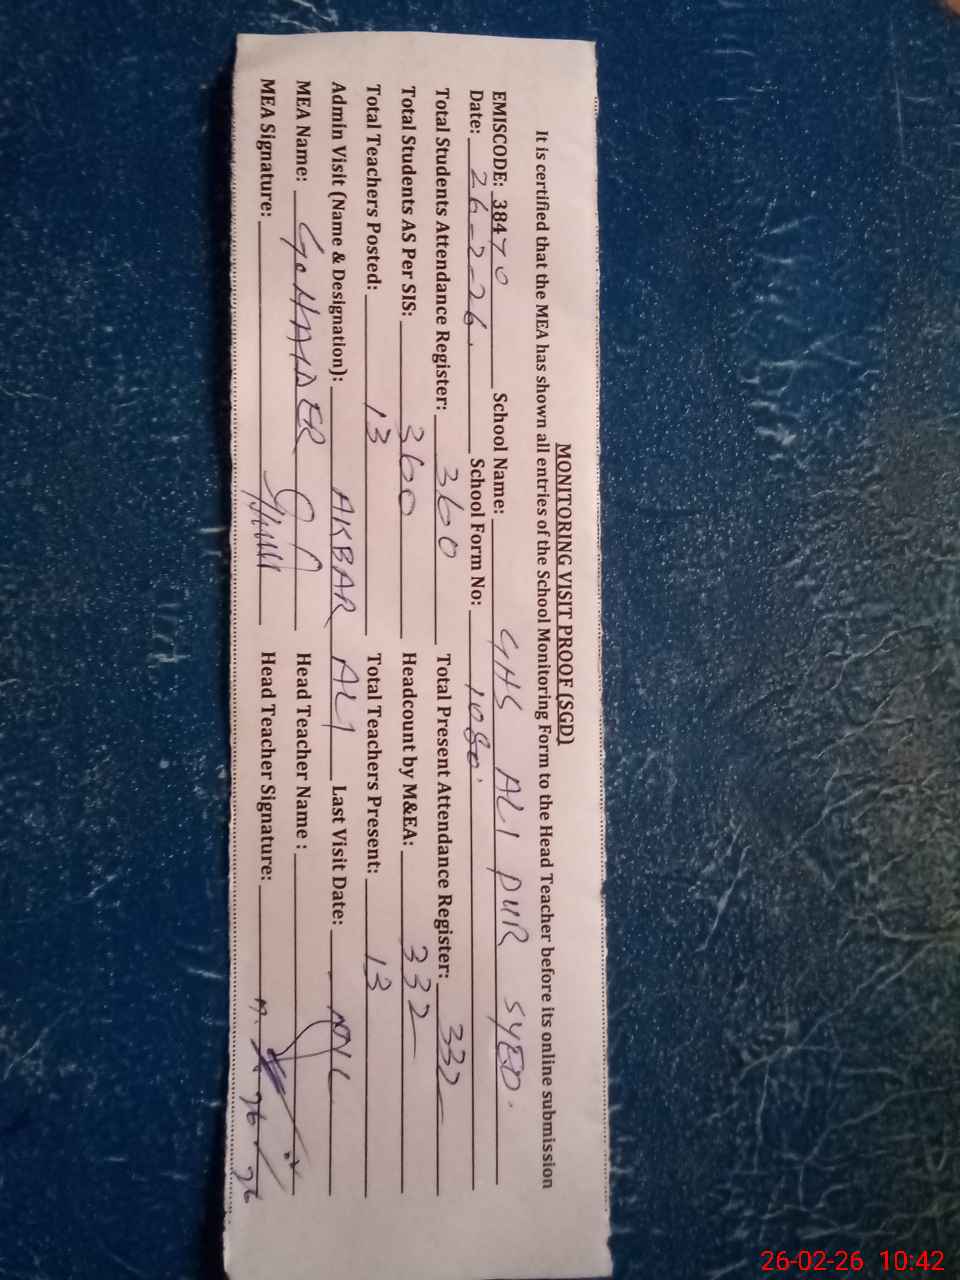 MONITORING VISIT PROOF (SGD)
It is certified that the MEA has shown all entries of the School Monitoring Form to the Head Teacher before its online submission
EMISCODE: 38470 School Name: GHS ALI PUR SYED.
Date: 26-2-26. School Form No: 1080
Total Students Attendance Register: 360 Total Present Attendance Register: 332
Total Students AS Per SIS: 360 Headcount by M&EA: 332
Total Teachers Posted: 13 Total Teachers Present: 13
Admin Visit (Name & Designation): AKBAR ALI Last Visit Date:
MEA Name: HAIDER Head Teacher Name :
MEA Signature: Head Teacher Signature:
26-02-26 10:42